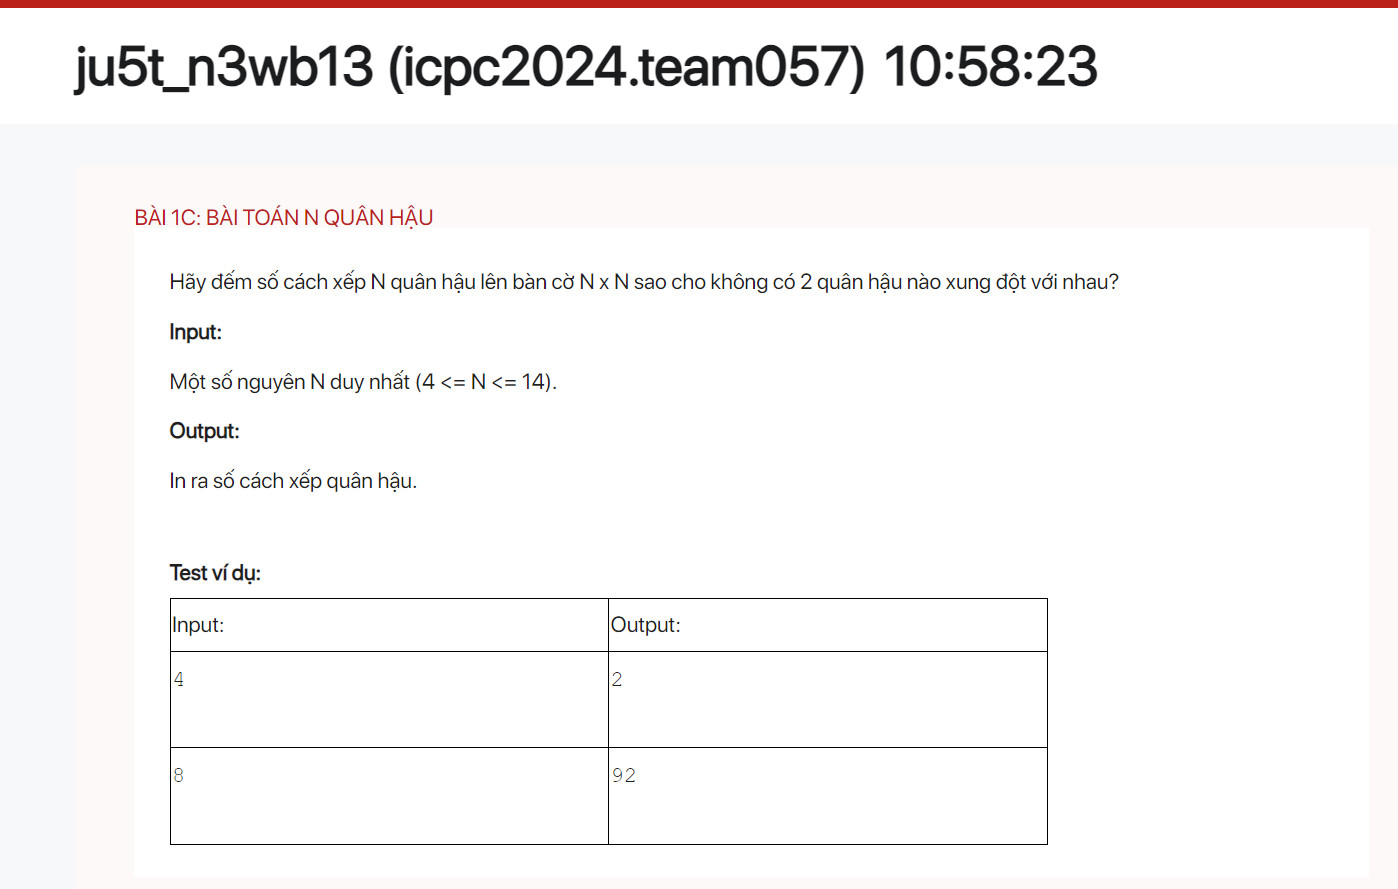 ju5t_n3wb13 (icpc2024.team057) 10:58:23
BÀI 1C: BÀI TOÁN N QUÂN HẬU
Hãy đếm số cách xếp N quân hậu lên bàn cờ N x N sao cho không có 2 quân hậu nào xung đột với nhau?
Input:
Một số nguyên N duy nhất (4 <= N <= 14).
Output:
In ra số cách xếp quân hậu.
Test ví dụ:
Input: Output:
4 2
8 92